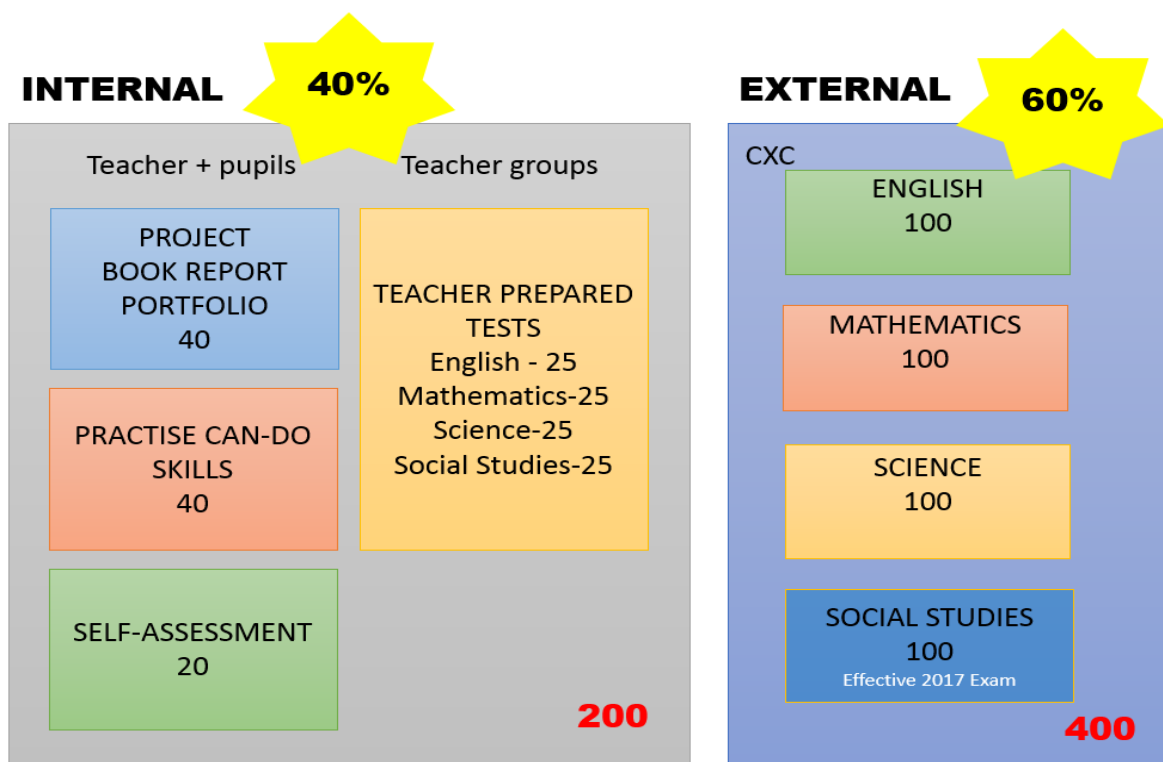 INTERNAL
40%
Teacher + pupils
PROJECT
BOOK REPORT
PORTFOLIO
40
PRACTISE CAN-DO
SKILLS
40
SELF-ASSESSMENT
20
Teacher groups
TEACHER PREPARED
TESTS
English - 25
Mathematics-25
Science-25
Social Studies-25
200
EXTERNAL
60%
CXC
ENGLISH
100
MATHEMATICS
100
SCIENCE
100
SOCIAL STUDIES
100
Effective 2017 Exam
400